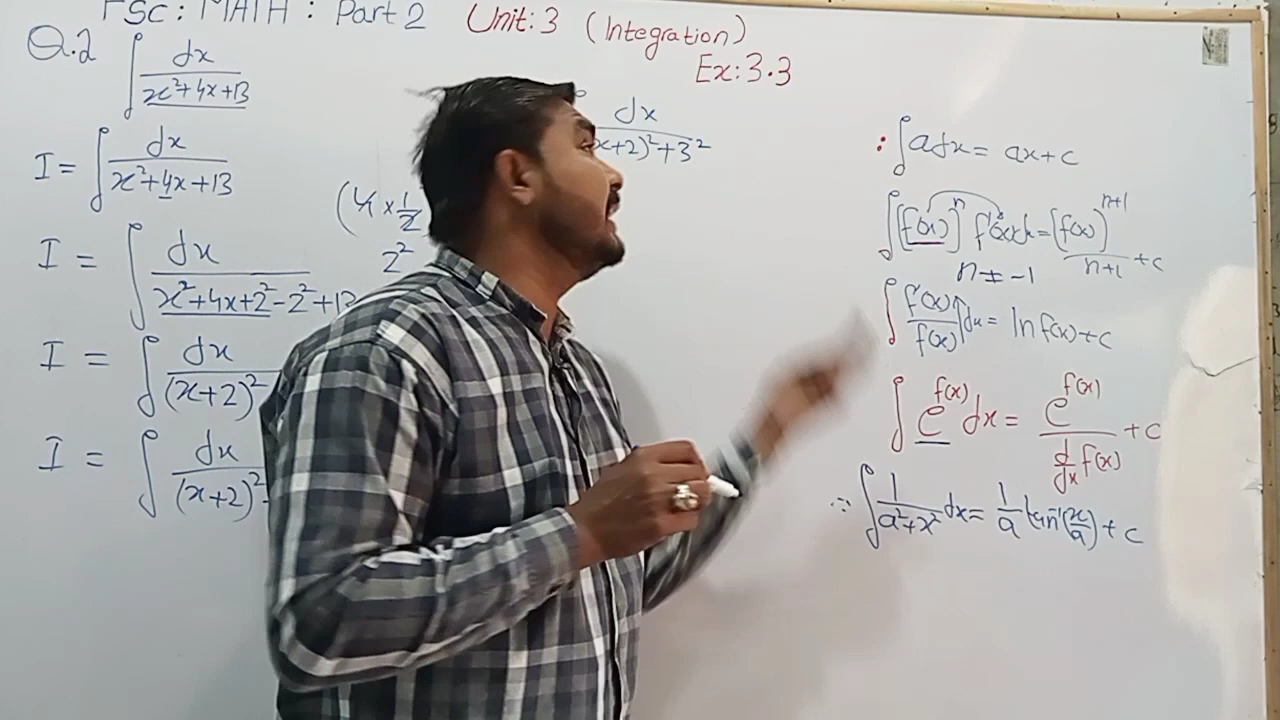 FSc: MATH: Part 2 Unit: 3 (Integration)
Ex: 3.3
Q.2 ∫ dx / (x²+4x+13)
I = ∫ dx / (x²+4x+13)
I = ∫ dx / (x²+4x+2²-2²+13
I = ∫ dx / (x+2)²
I = ∫ dx / (x+2)²
(4 × 1/2
2²
dx / (x+2)²+3²
: ∫ a dx = ax + c
∫ [f(x)]ⁿ f'(x) dx = [f(x)]ⁿ⁺¹ / n+1 + c
n ≠ -1
∫ f'(x) / f(x) dx = ln f(x) + c
∫ e^f(x) dx = e^f(x) / (d/dx f(x)) + c
∵ ∫ 1 / (a²+x²) dx = 1/a tan⁻¹(x/a) + c